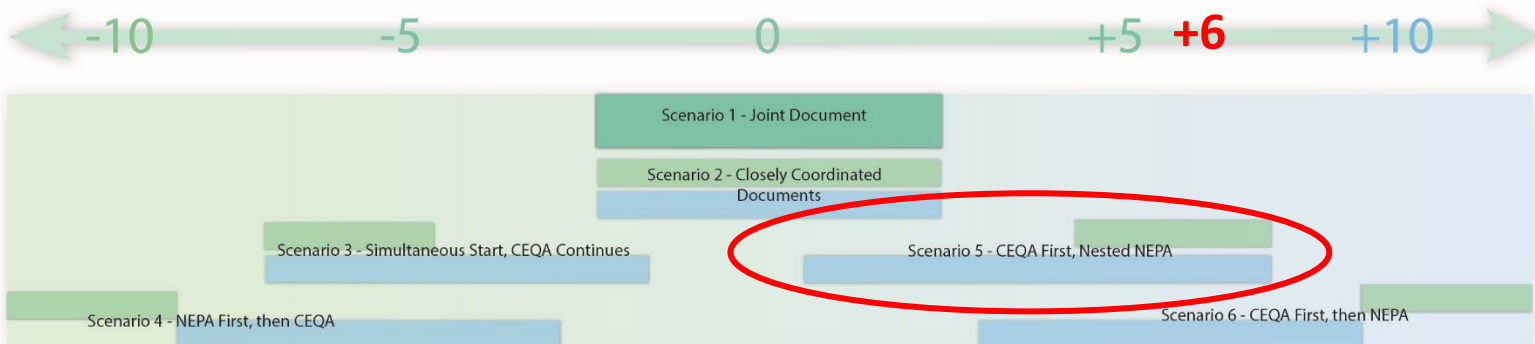 -10 -5 0 +5 +6 +10
Scenario 1 - Joint Document
Scenario 2 - Closely Coordinated
Documents
Scenario 3 - Simultaneous Start, CEQA Continues
Scenario 5 - CEQA First, Nested NEPA
Scenario 4 - NEPA First, then CEQA
Scenario 6 - CEQA First, then NEPA